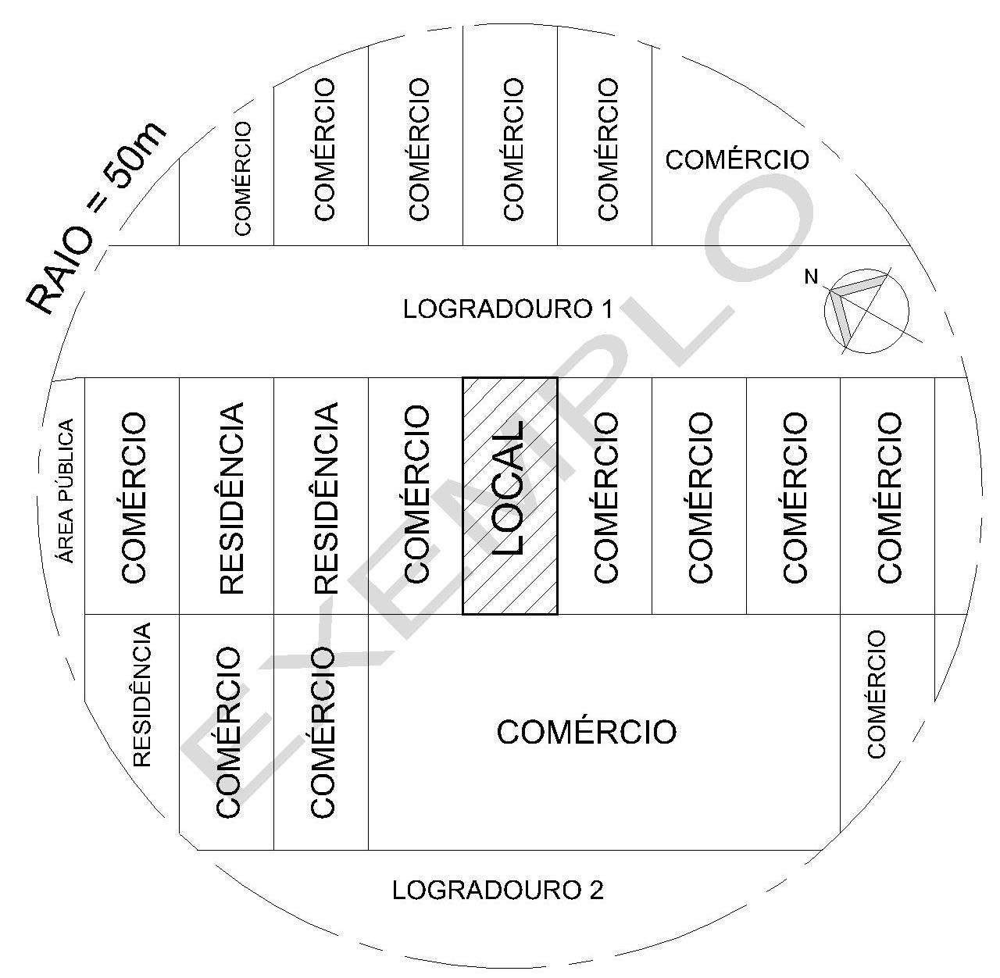 RAIO = 50m
COMÉRCIO
COMÉRCIO
COMÉRCIO
COMÉRCIO
COMÉRCIO
COMÉRCIO
LOGRADOURO 1
N
ÁREA PÚBLICA
COMÉRCIO
RESIDÊNCIA
RESIDÊNCIA
COMÉRCIO
LOCAL
COMÉRCIO
COMÉRCIO
COMÉRCIO
COMÉRCIO
RESIDÊNCIA
COMÉRCIO
COMÉRCIO
COMÉRCIO
COMÉRCIO
LOGRADOURO 2
EXEMPLO